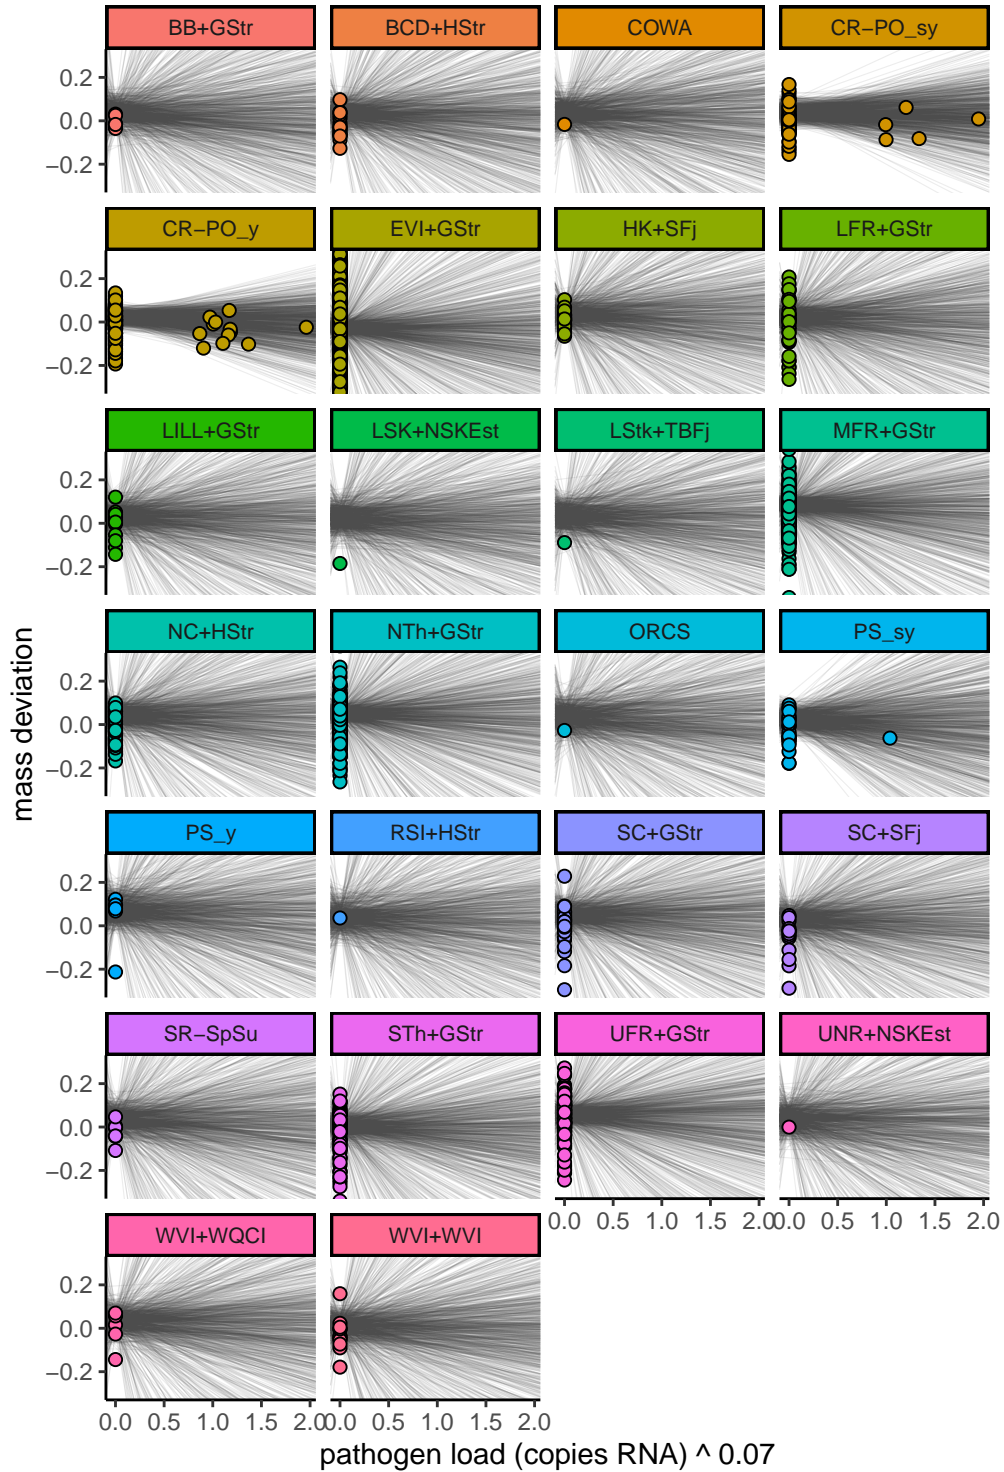 BB+GStr BCD+HStr COWA CR−PO_sy
0.2
0.0
−0.2
CR−PO_y EVI+GStr HK+SFj LFR+GStr
0.2
0.0
−0.2
LILL+GStr LSK+NSKEst LStk+TBFj MFR+GStr
0.2
0.0
−0.2
NC+HStr NTh+GStr ORCS PS_sy
0.2
0.0
−0.2
PS_y RSI+HStr SC+GStr SC+SFj
0.2
0.0
−0.2
SR−SpSu STh+GStr UFR+GStr UNR+NSKEst
0.2
0.0
−0.2
0.0 0.5 1.0 1.5 2.0 0.0 0.5 1.0 1.5 2.0
WVI+WQCI WVI+WVI
0.2
0.0
−0.2
0.0 0.5 1.0 1.5 2.0 0.0 0.5 1.0 1.5 2.0
pathogen load (copies RNA) ^ 0.07
mass deviation